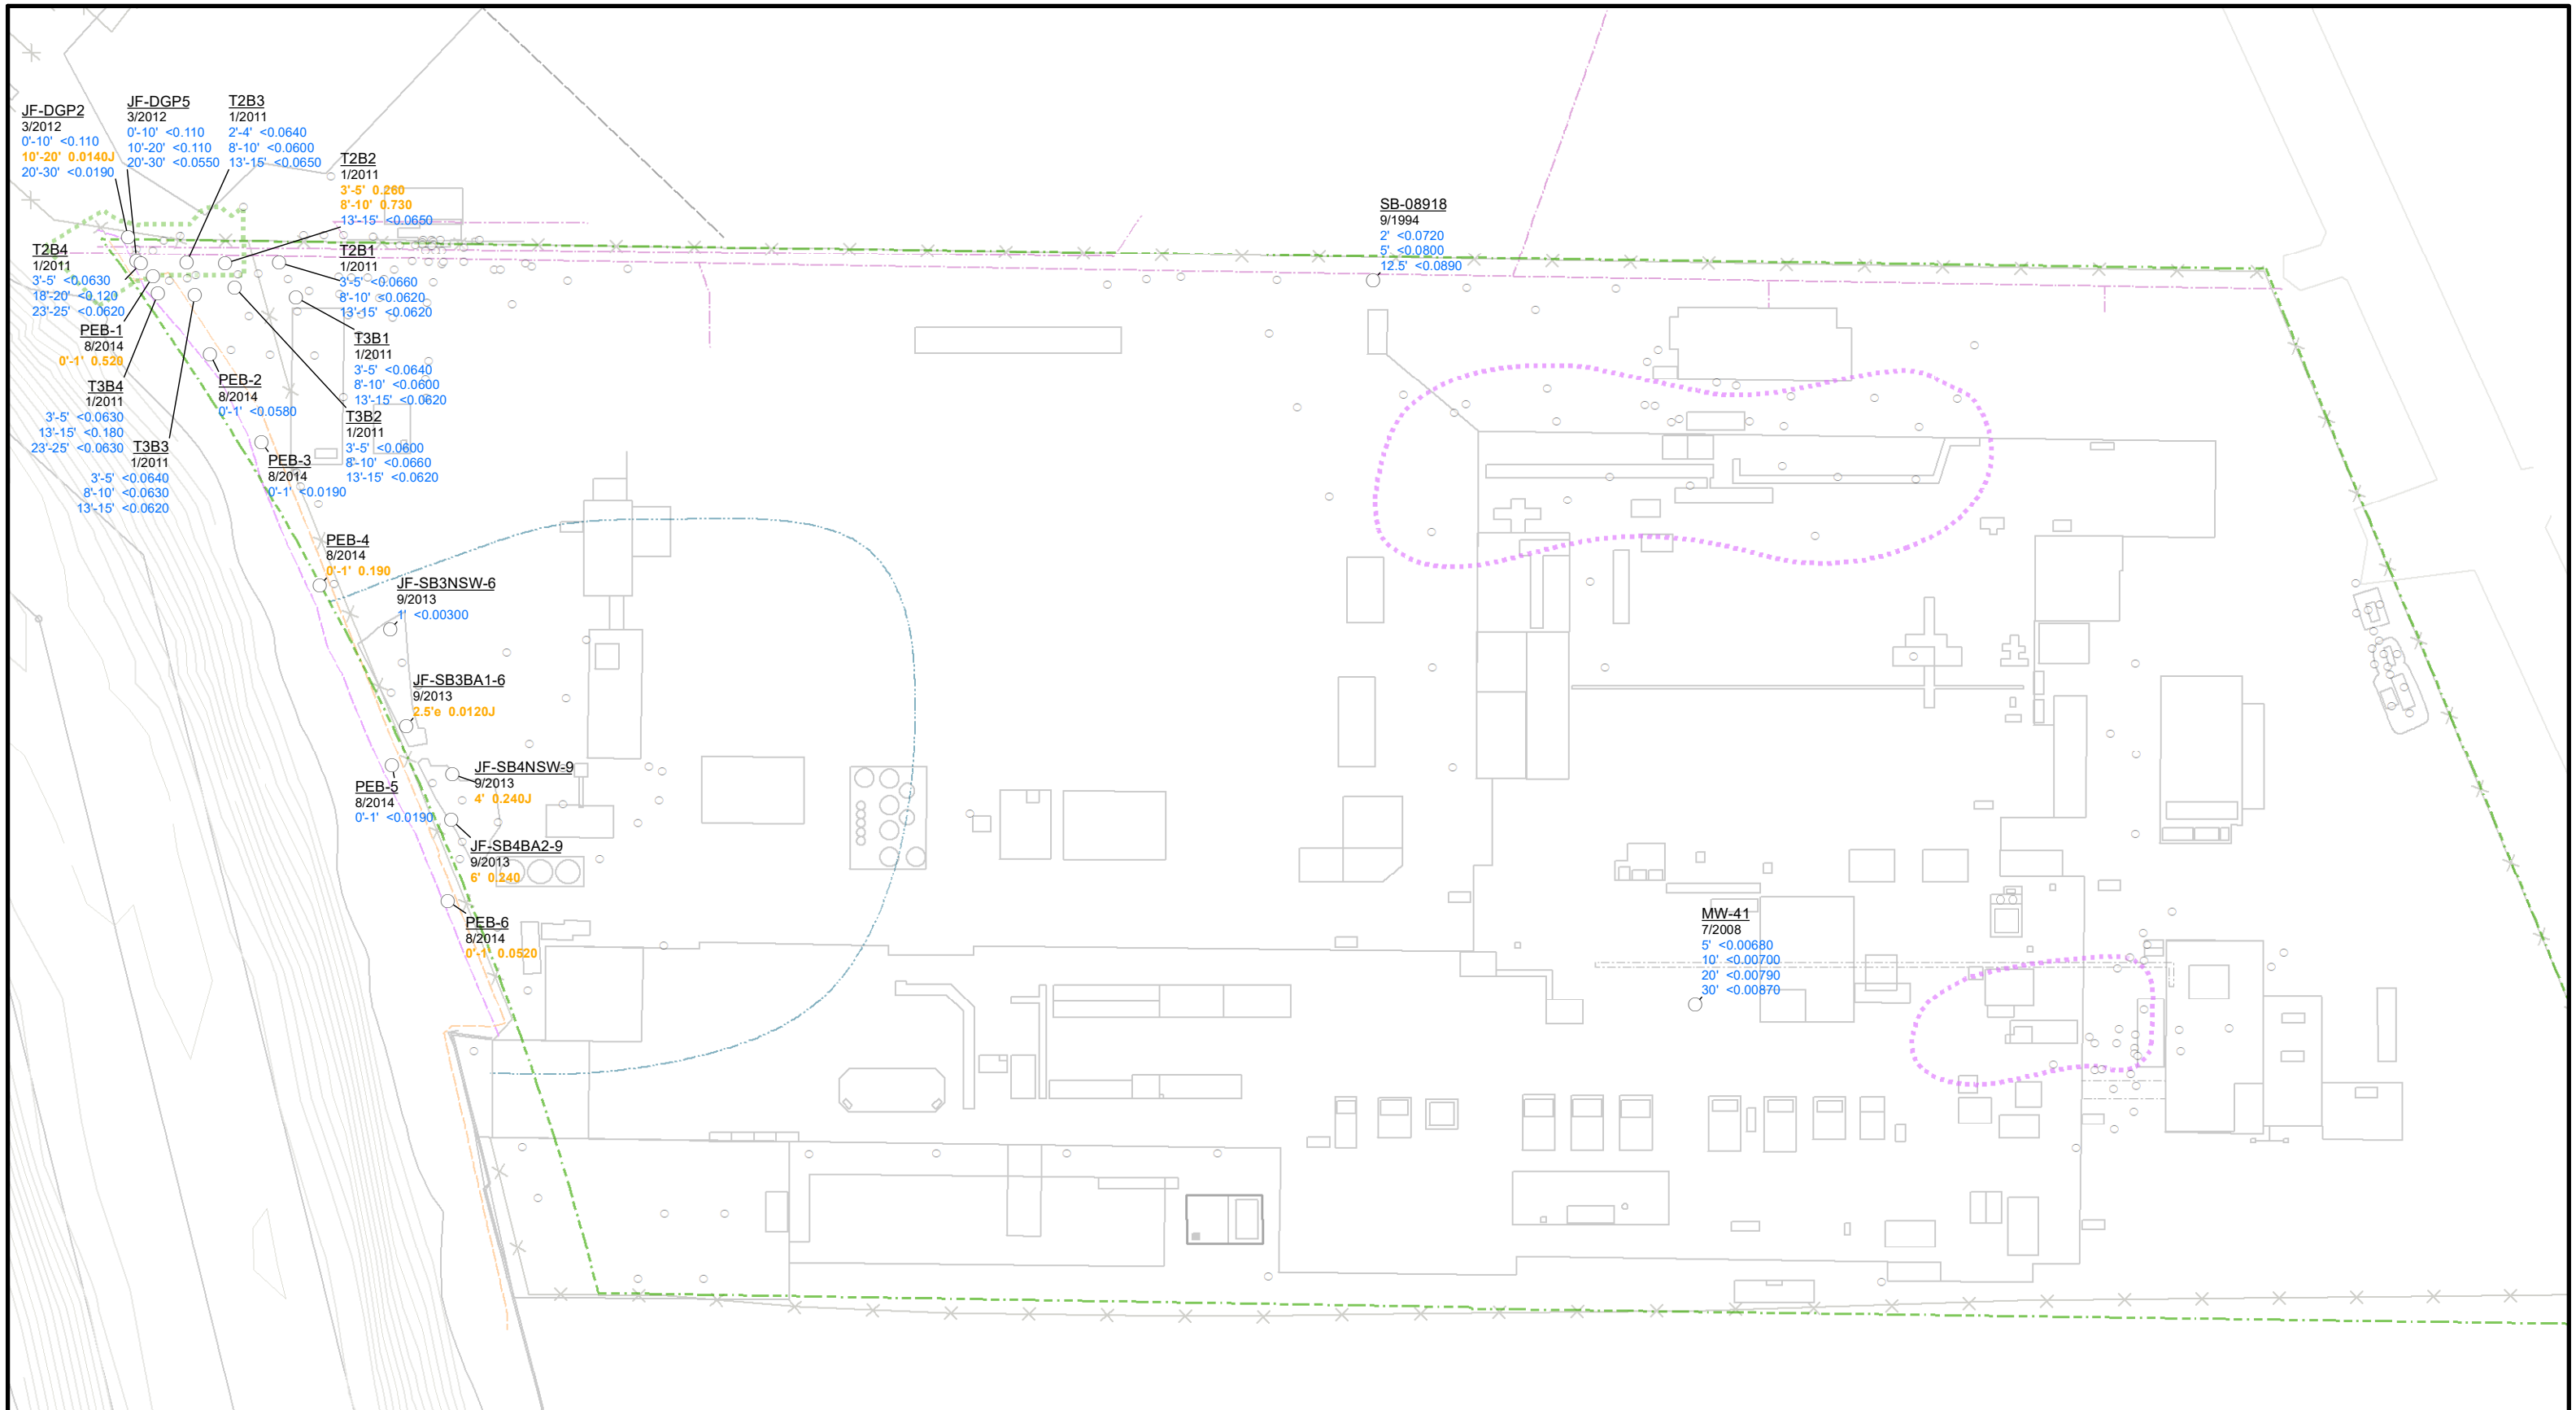 JF-DGP2
3/2012
0'-10' <0.110
10'-20' 0.0140J
20'-30' <0.0190
JF-DGP5
3/2012
0'-10' <0.110
10'-20' <0.110
20'-30' <0.0550
T2B3
1/2011
2'-4' <0.0640
8'-10' <0.0600
13'-15' <0.0650
T2B2
1/2011
3'-5' 0.260
8'-10' 0.730
13'-15' <0.0650
T2B4
1/2011
3'-5' <0.0630
18'-20' <0.120
23'-25' <0.0620
T2B1
1/2011
3'-5' <0.0660
8'-10' <0.0620
13'-15' <0.0620
SB-08918
9/1994
2' <0.0720
5' <0.0800
12.5' <0.0890
PEB-1
8/2014
0'-1' 0.520
T3B1
1/2011
3'-5' <0.0640
8'-10' <0.0600
13'-15' <0.0620
T3B4
1/2011
3'-5' <0.0630
13'-15' <0.180
23'-25' <0.0630
PEB-2
8/2014
0'-1' <0.0580
T3B2
1/2011
3'-5' <0.0600
8'-10' <0.0660
13'-15' <0.0620
T3B3
1/2011
3'-5' <0.0640
8'-10' <0.0630
13'-15' <0.0620
PEB-3
8/2014
0'-1' <0.0190
PEB-4
8/2014
0'-1' 0.190
JF-SB3NSW-6
9/2013
1' <0.00300
JF-SB3BA1-6
9/2013
2.5'e 0.0120J
JF-SB4NSW-9
9/2013
4' 0.240J
PEB-5
8/2014
0'-1' <0.0190
JF-SB4BA2-9
9/2013
6' 0.240
PEB-6
8/2014
0'-1' 0.0520
MW-41
7/2008
5' <0.00680
10' <0.00700
20' <0.00790
30' <0.00870